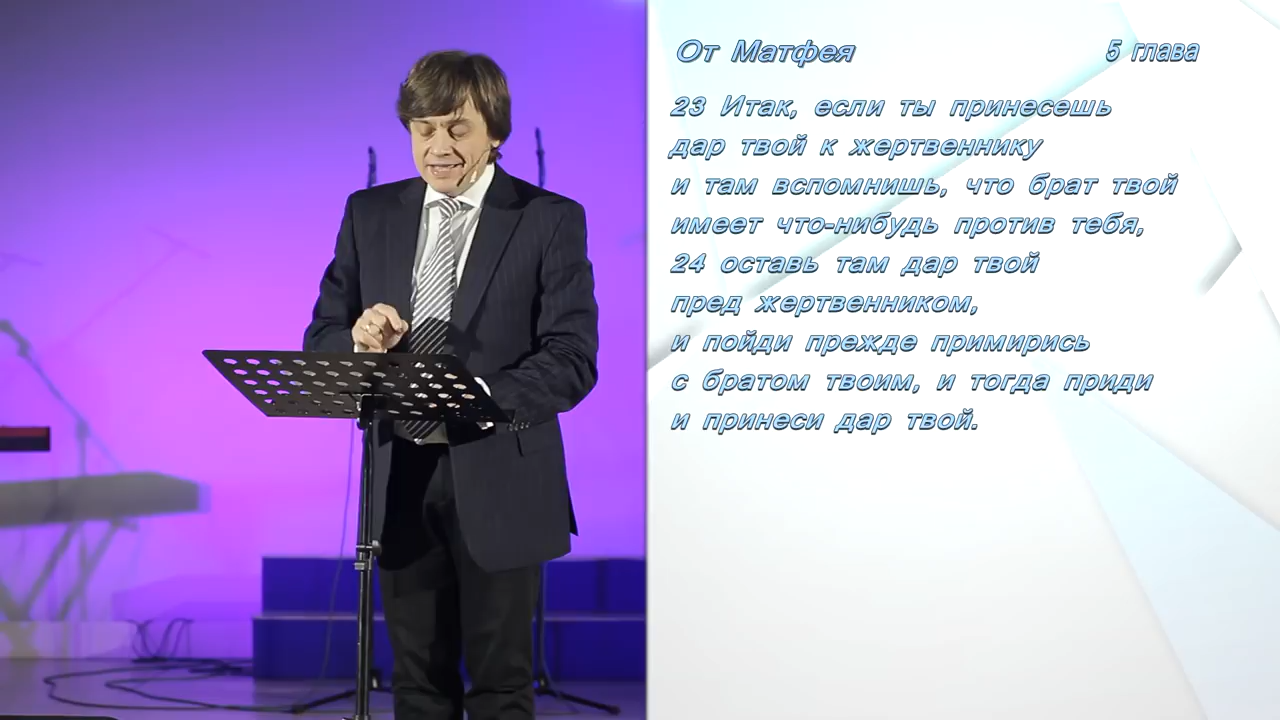 От Матфея 5 глава
23 Итак, если ты принесешь
дар твой к жертвеннику
и там вспомнишь, что брат твой
имеет что-нибудь против тебя,
24 оставь там дар твой
пред жертвенником,
и пойди прежде примирись
с братом твоим, и тогда приди
и принеси дар твой.